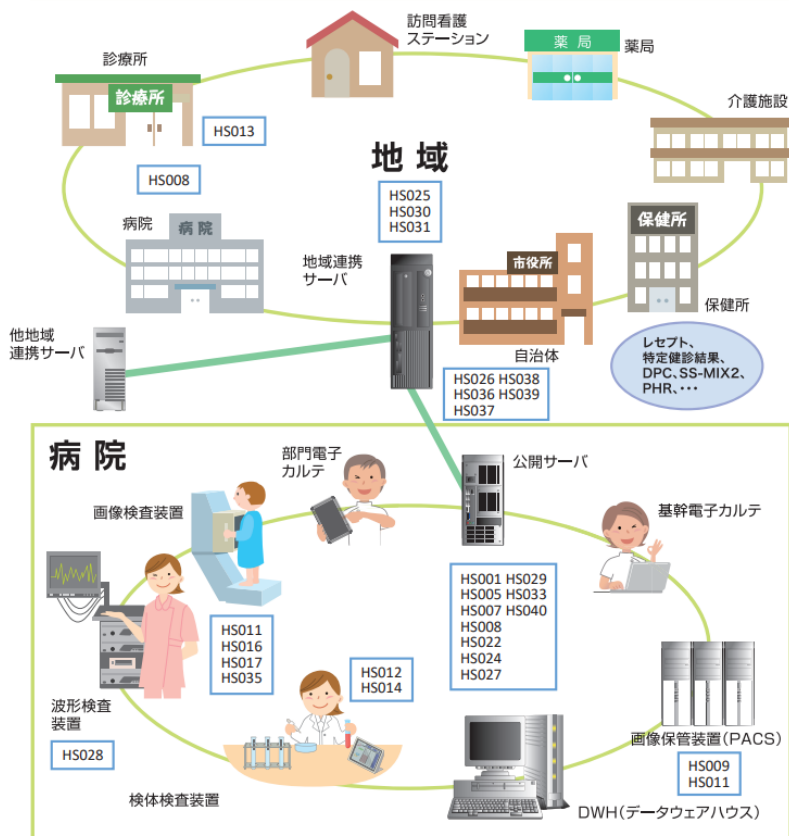 訪問看護
ステーション
薬局
薬局
診療所
診療所
介護施設
HS013
地域
HS008
HS025
HS030
HS031
保健所
病院
病院
地域連携
サーバ
市役所
保健所
他地域
連携サーバ
自治体
レセプト、
特定健診結果、
DPC、SS-MIX2、
PHR、・・・
HS026 HS038
HS036 HS039
HS037
病院
部門電子
カルテ
公開サーバ
画像検査装置
基幹電子カルテ
HS001 HS029
HS005 HS033
HS007 HS040
HS008
HS022
HS024
HS027
HS011
HS016
HS017
HS035
HS012
HS014
波形検査
装置
HS028
画像保管装置(PACS)
HS009
HS011
検体検査装置
DWH(データウェアハウス)